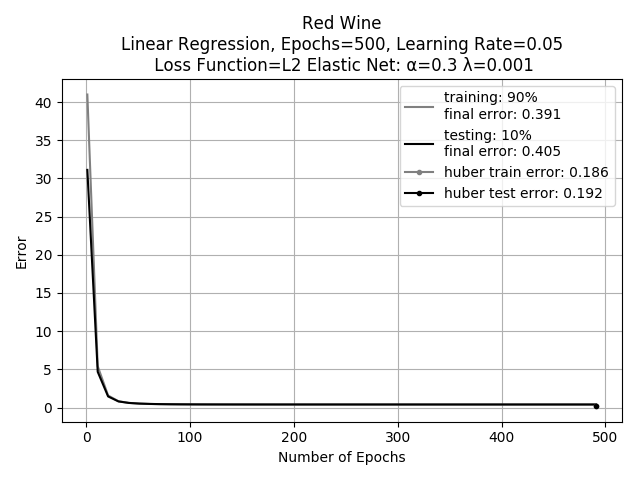 Red Wine
Linear Regression, Epochs=500, Learning Rate=0.05
Loss Function=L2 Elastic Net: α=0.3 λ=0.001
training: 90%
final error: 0.391
testing: 10%
final error: 0.405
huber train error: 0.186
huber test error: 0.192
Error
40
35
30
25
20
15
10
5
0
0 100 200 300 400 500
Number of Epochs